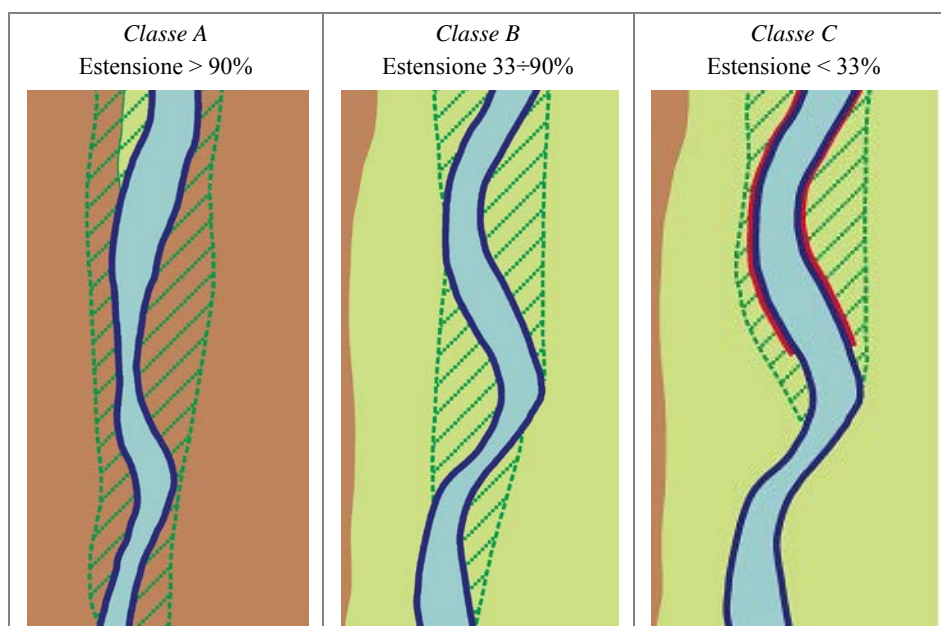 Classe A
Estensione > 90%
Classe B
Estensione 33÷90%
Classe C
Estensione < 33%